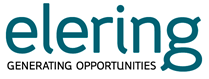 elering
GENERATING OPPORTUNITIES